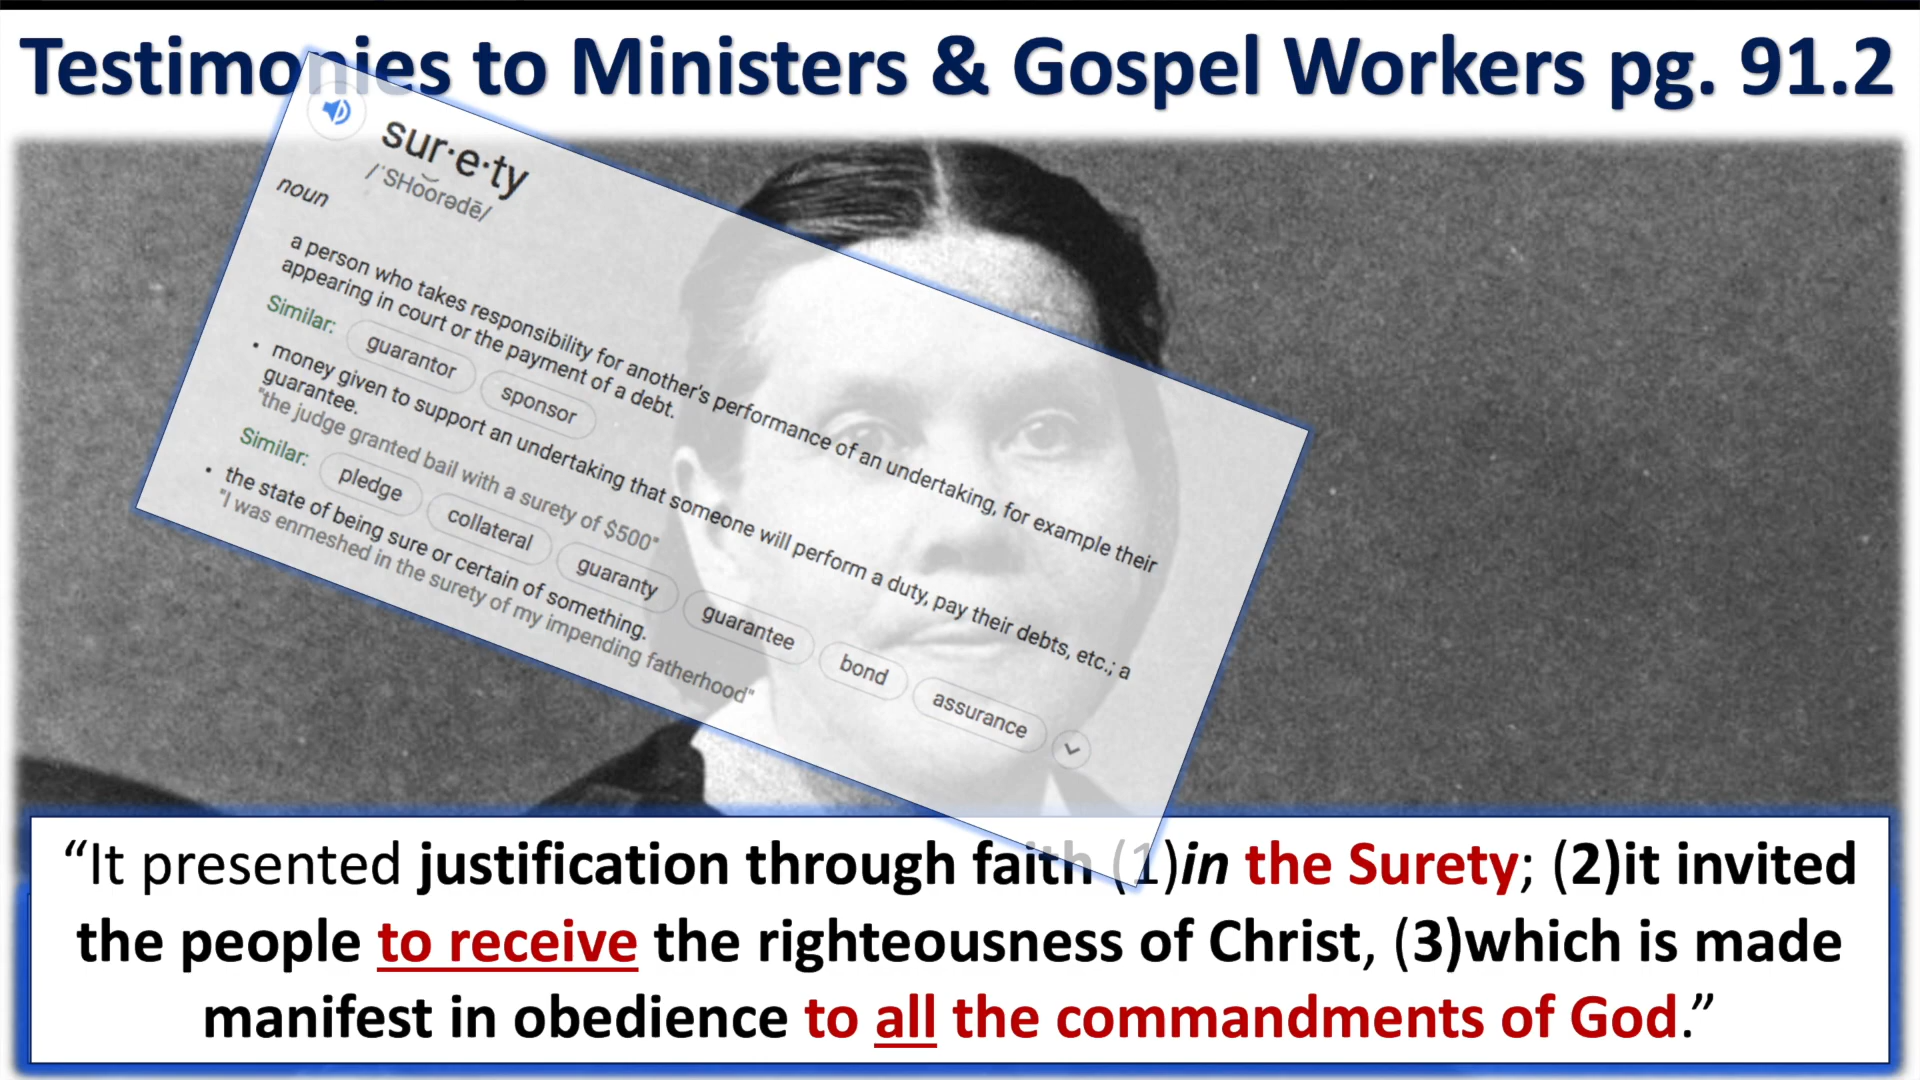 Testimonies to Ministers & Gospel Workers pg. 91.2
sur·e·ty
/ˈSHo͝orədē/
noun
a person who takes responsibility for another's performance of an undertaking, for example their
appearing in court or the payment of a debt.
Similar: guarantor sponsor
• money given to support an undertaking that someone will perform a duty, pay their debts, etc.; a
guarantee.
"the judge granted bail with a surety of $500"
Similar: pledge collateral guaranty guarantee bond assurance
• the state of being sure or certain of something.
"I was enmeshed in the surety of my impending fatherhood"
“It presented justification through faith (1)in the Surety; (2)it invited
the people to receive the righteousness of Christ, (3)which is made
manifest in obedience to all the commandments of God.”